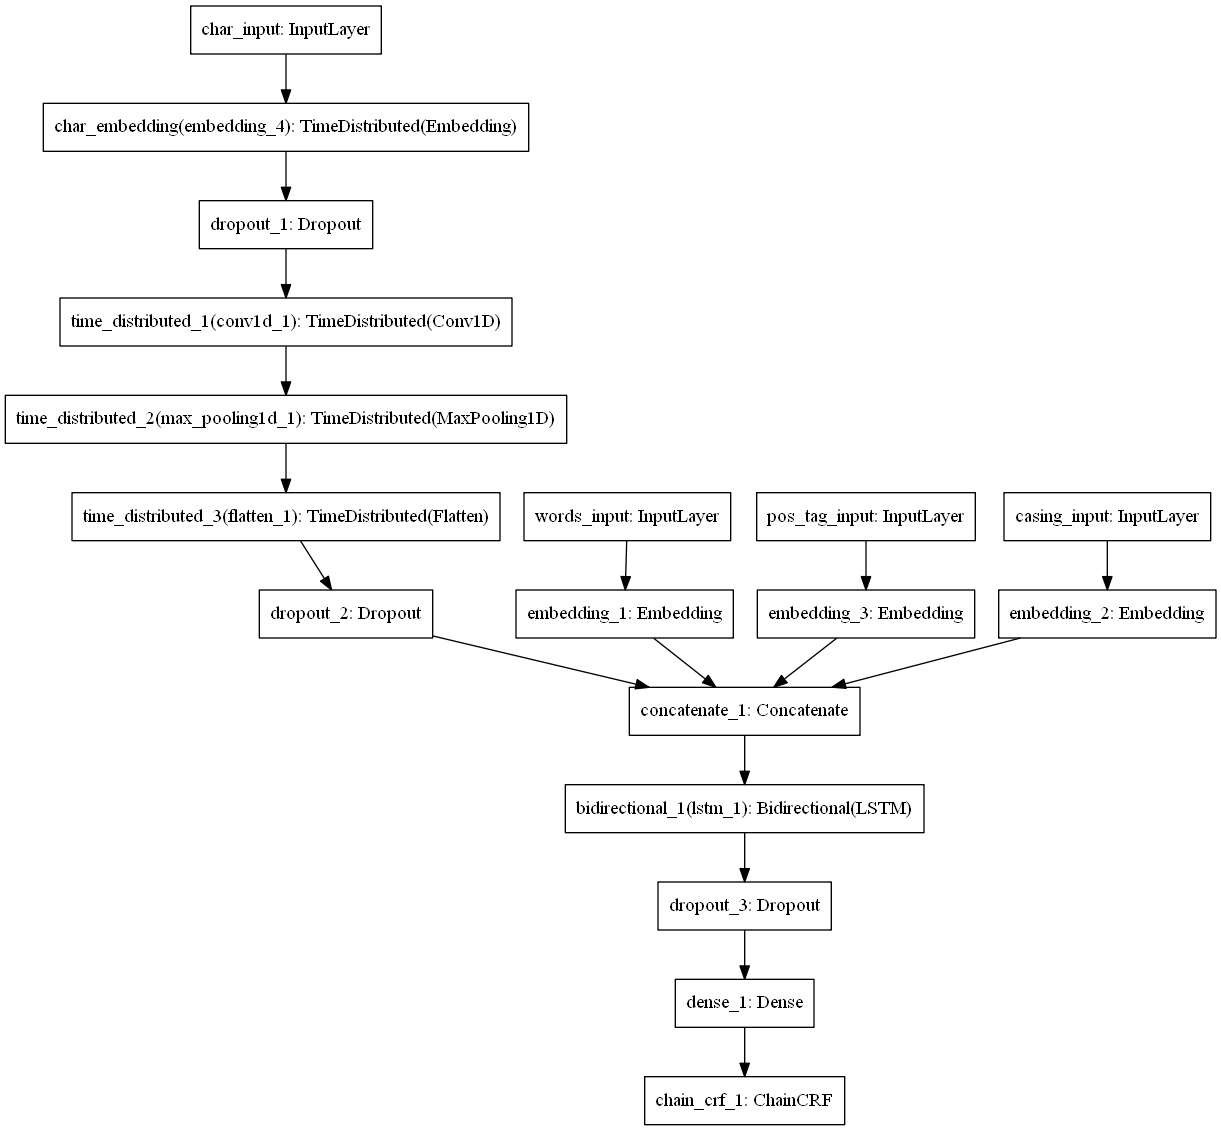 char_input: InputLayer
char_embedding(embedding_4): TimeDistributed(Embedding)
dropout_1: Dropout
time_distributed_1(conv1d_1): TimeDistributed(Conv1D)
time_distributed_2(max_pooling1d_1): TimeDistributed(MaxPooling1D)
time_distributed_3(flatten_1): TimeDistributed(Flatten)
words_input: InputLayer
pos_tag_input: InputLayer
casing_input: InputLayer
dropout_2: Dropout
embedding_1: Embedding
embedding_3: Embedding
embedding_2: Embedding
concatenate_1: Concatenate
bidirectional_1(lstm_1): Bidirectional(LSTM)
dropout_3: Dropout
dense_1: Dense
chain_crf_1: ChainCRF